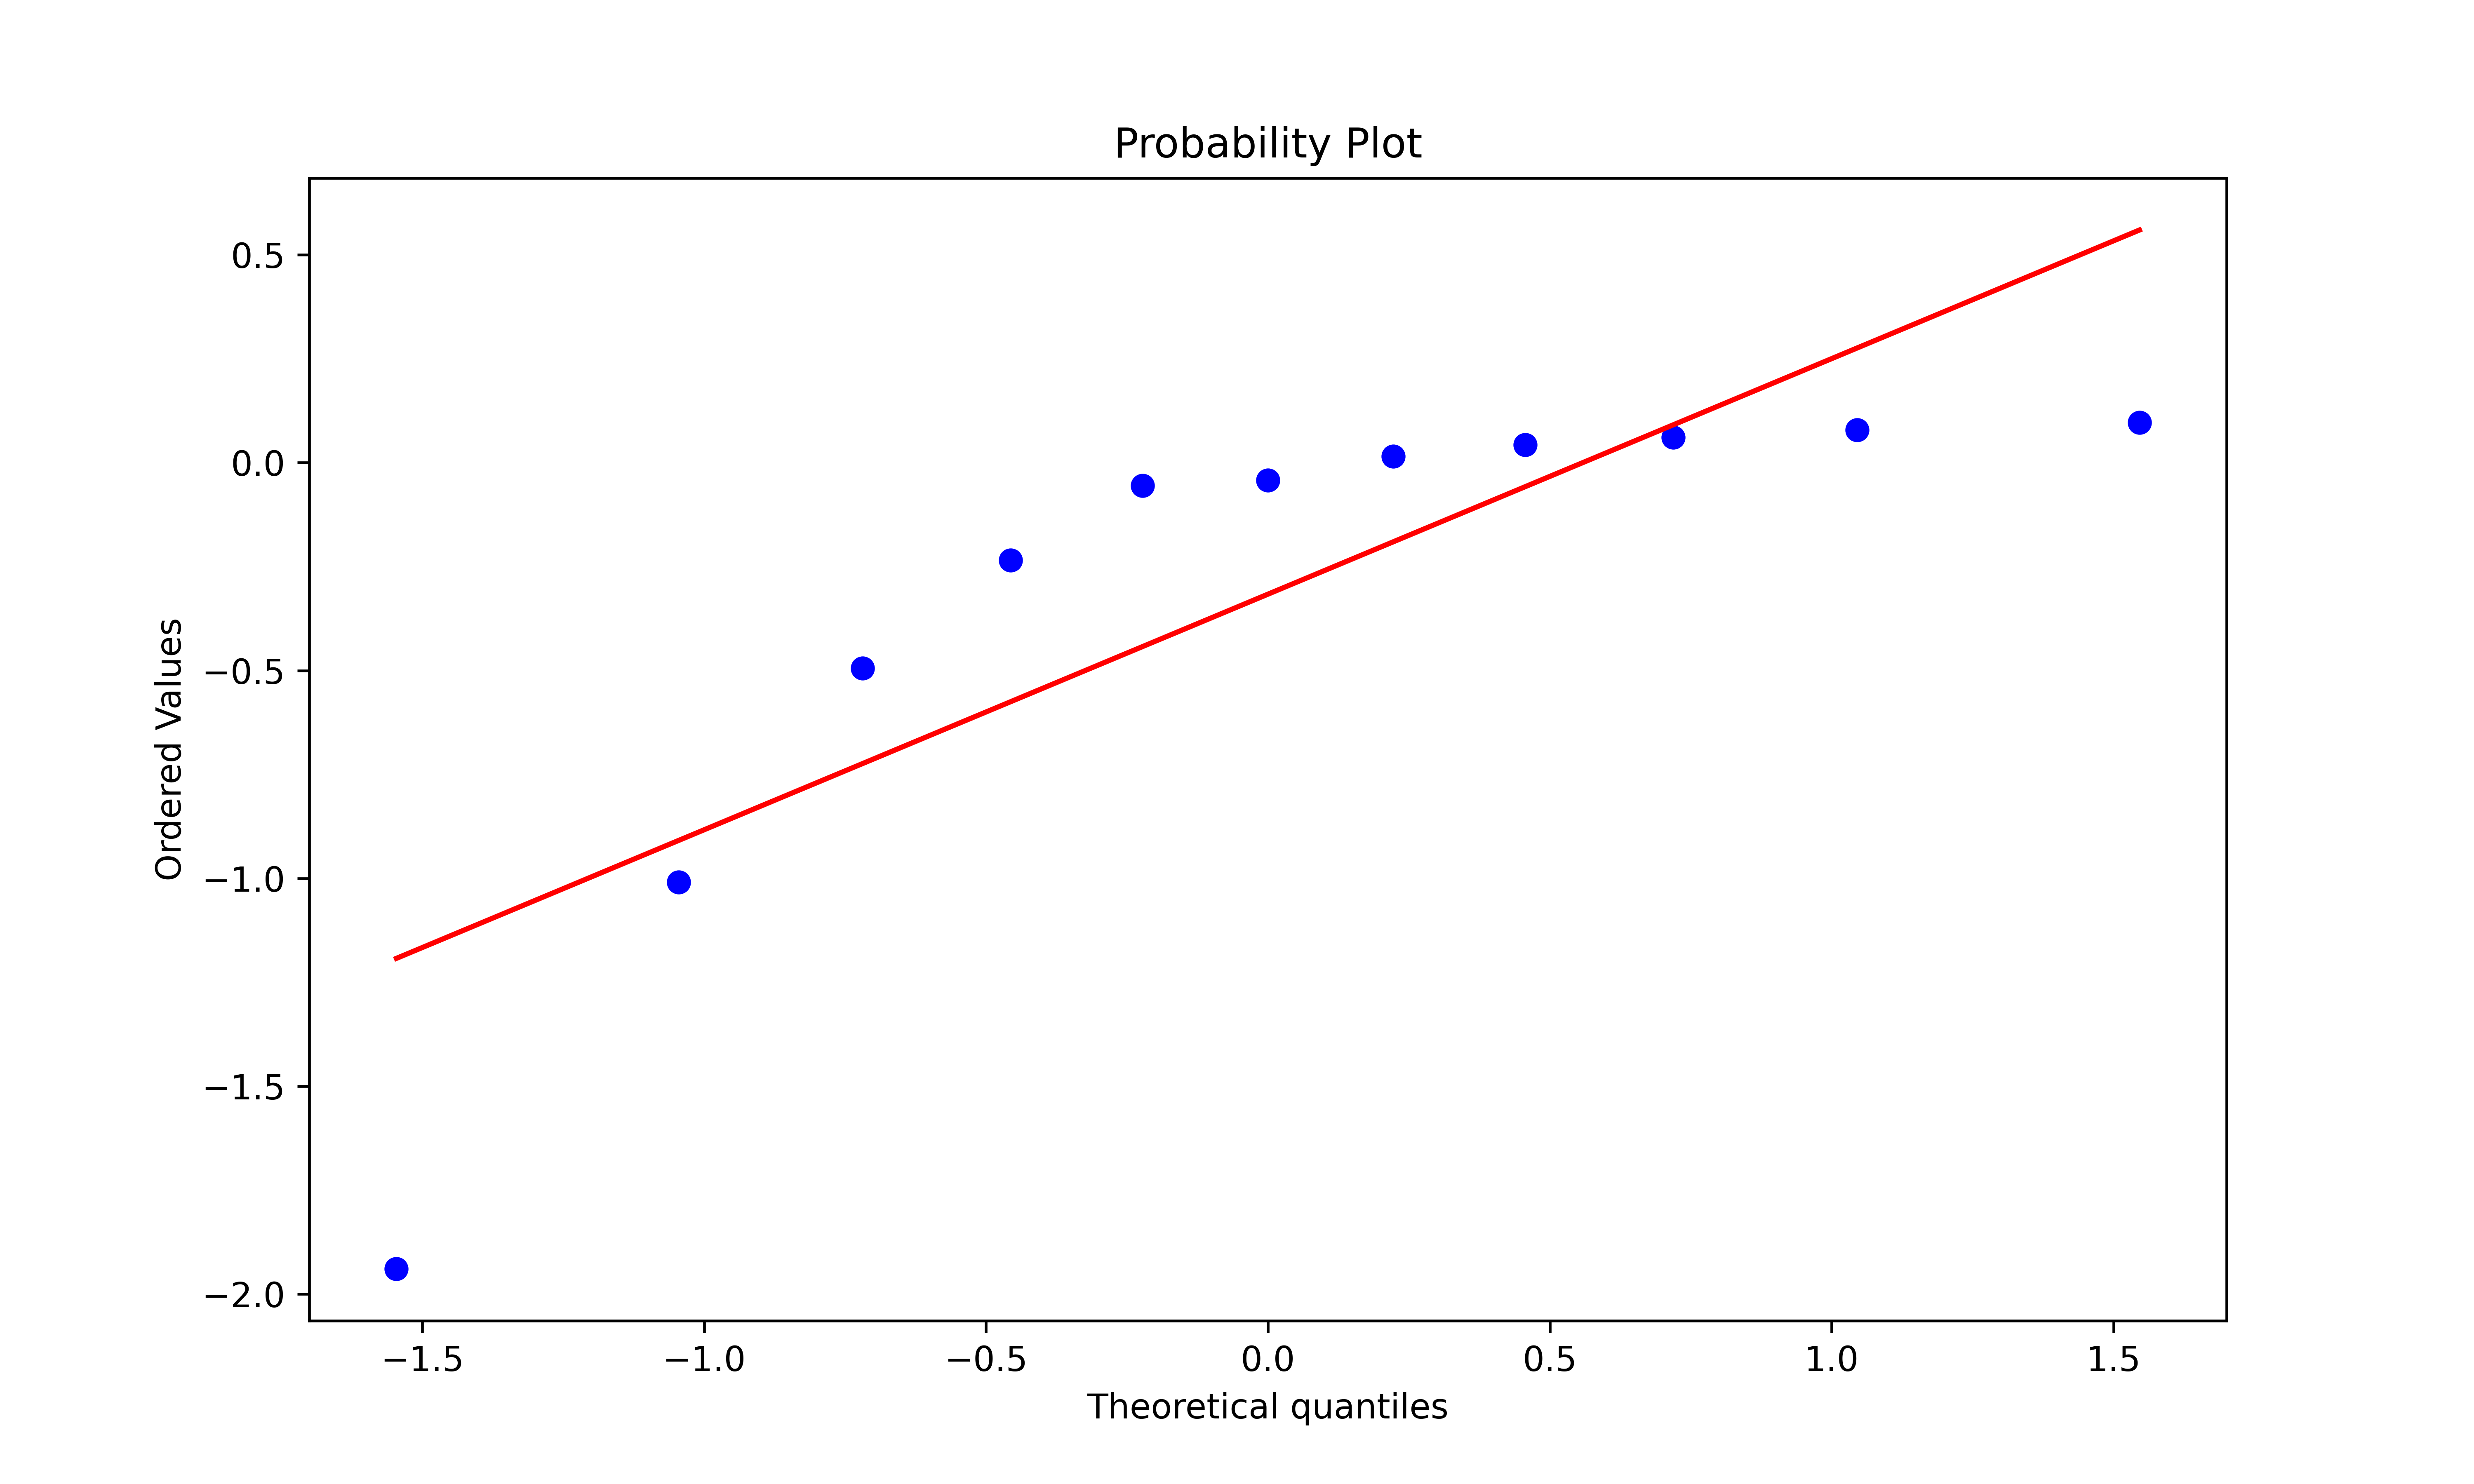 Probability Plot
Ordered Values
0.5
0.0
−0.5
−1.0
−1.5
−2.0
−1.5 −1.0 −0.5 0.0 0.5 1.0 1.5
Theoretical quantiles